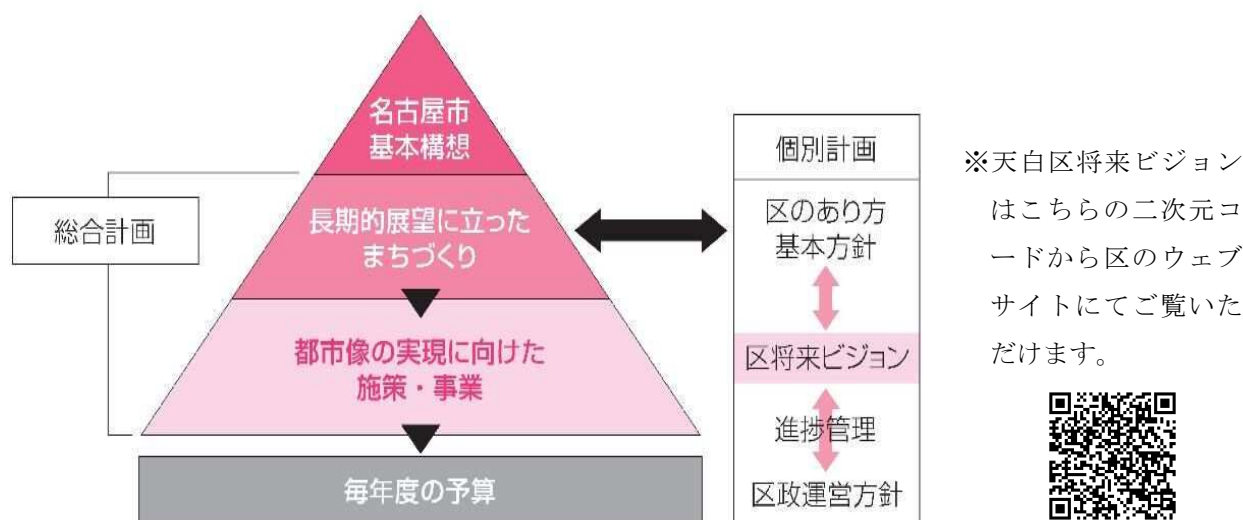 名古屋市
基本構想
総合計画
長期的展望に立った
まちづくり
都市像の実現に向けた
施策・事業
毎年度の予算
個別計画
区のあり方
基本方針
区将来ビジョン
進捗管理
区政運営方針
※天白区将来ビジョン
はこちらの二次元コ
ードから区のウェブ
サイトにてご覧いた
だけます。